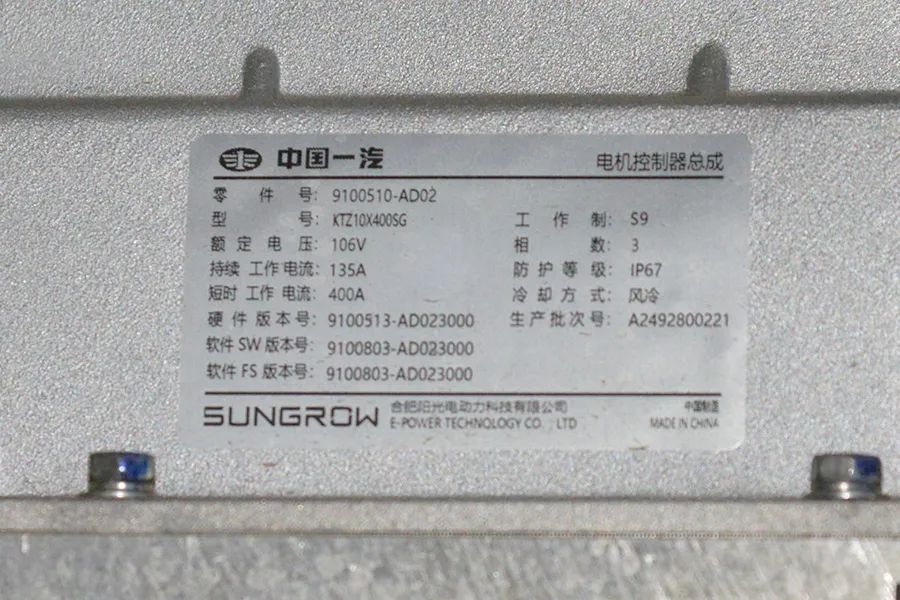 中国一汽 电机控制器总成
零件号: 9100510-AD02
型号: KTZ10X400SG 工作制: S9
额定电压: 106V 相数: 3
持续工作电流: 135A 防护等级: IP67
短时工作电流: 400A 冷却方式: 风冷
硬件版本号: 9100513-AD023000 生产批次号: A2492800221
软件SW版本号: 9100803-AD023000
软件FS版本号: 9100803-AD023000
SUNGROW 合肥阳光电动力科技有限公司 中国制造
E-POWER TECHNOLOGY CO. LTD MADE IN CHINA